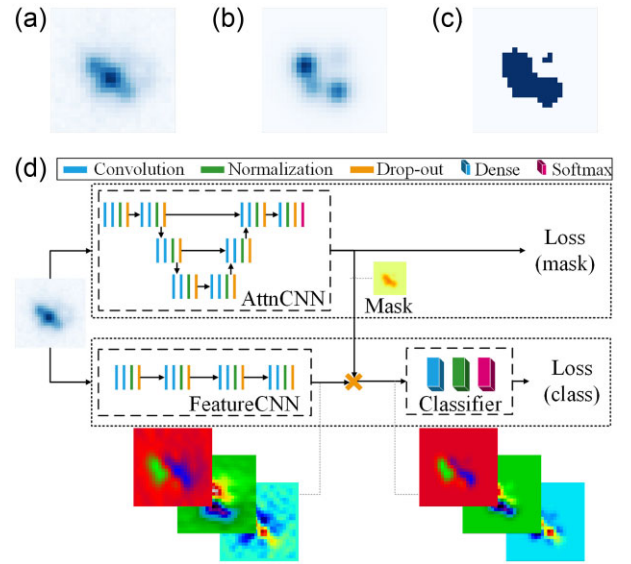 (a) (b) (c)
(d)
Convolution Normalization Drop-out Dense Softmax
AttnCNN
Loss
(mask)
Mask
FeatureCNN
Classifier
Loss
(class)